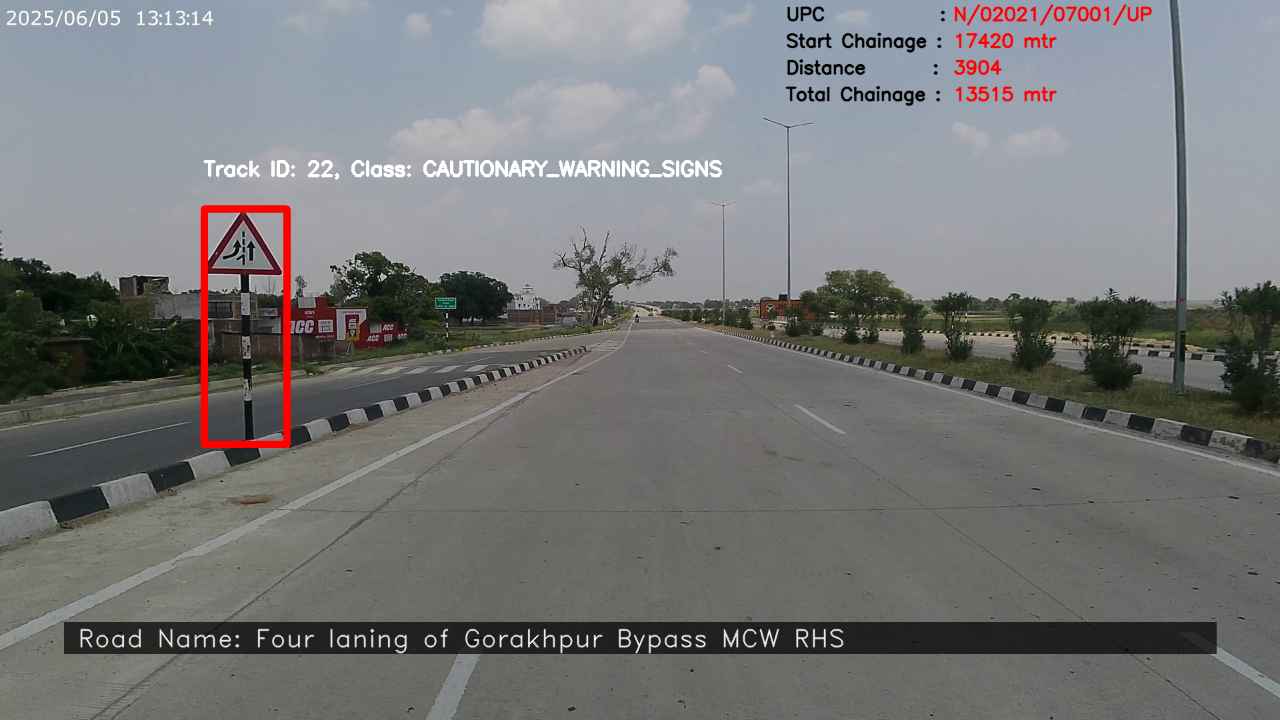 2025/06/05 13:13:14
UPC : N/02021/07001/UP
Start Chainage : 17420 mtr
Distance : 3904
Total Chainage : 13515 mtr
Track ID: 22, Class: CAUTIONARY_WARNING_SIGNS
ACC
ACC
ACC
Road Name: Four laning of Gorakhpur Bypass MCW RHS